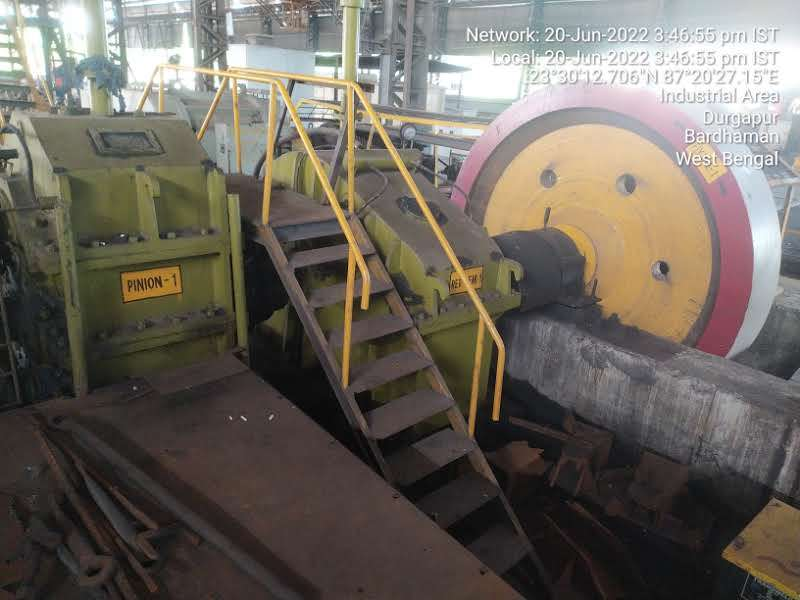 Network: 20-Jun-2022 3:46:55 pm IST
Local: 20-Jun-2022 3:46:55 pm IST
23°30'12.706"N 87°20'27.15"E
Industrial Area
Durgapur
Bardhaman
West Bengal
PINION-1